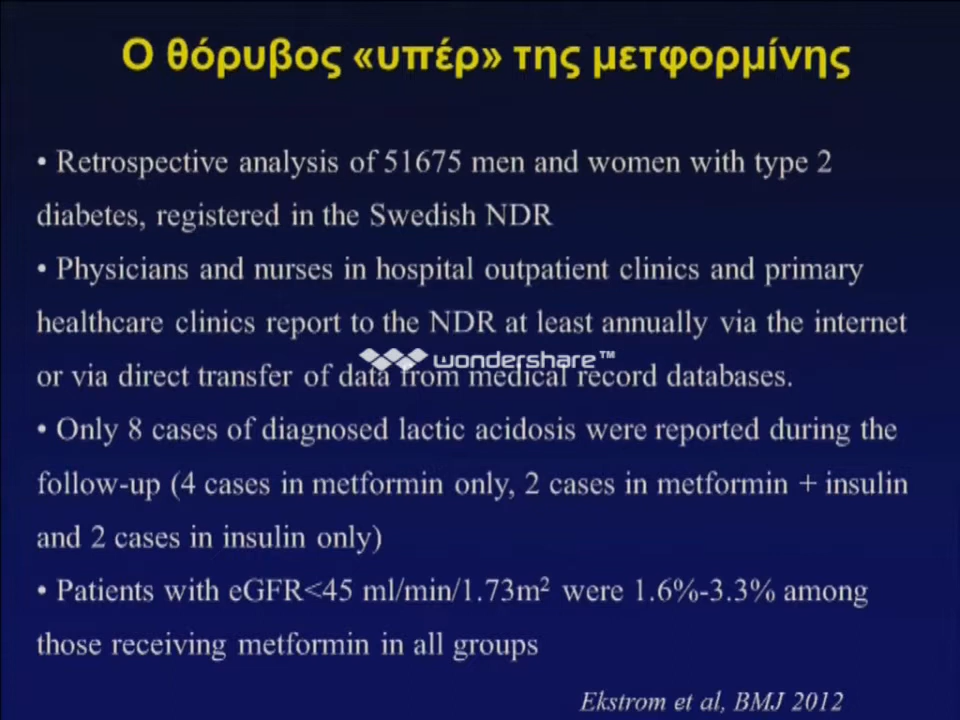 Ο θόρυβος «υπέρ» της μετφορμίνης
• Retrospective analysis of 51675 men and women with type 2
diabetes, registered in the Swedish NDR
• Physicians and nurses in hospital outpatient clinics and primary
healthcare clinics report to the NDR at least annually via the internet
wondershare™
or via direct transfer of data from medical record databases.
• Only 8 cases of diagnosed lactic acidosis were reported during the
follow-up (4 cases in metformin only, 2 cases in metformin + insulin
and 2 cases in insulin only)
• Patients with eGFR<45 ml/min/1.73m² were 1.6%-3.3% among
those receiving metformin in all groups
Ekstrom et al, BMJ 2012